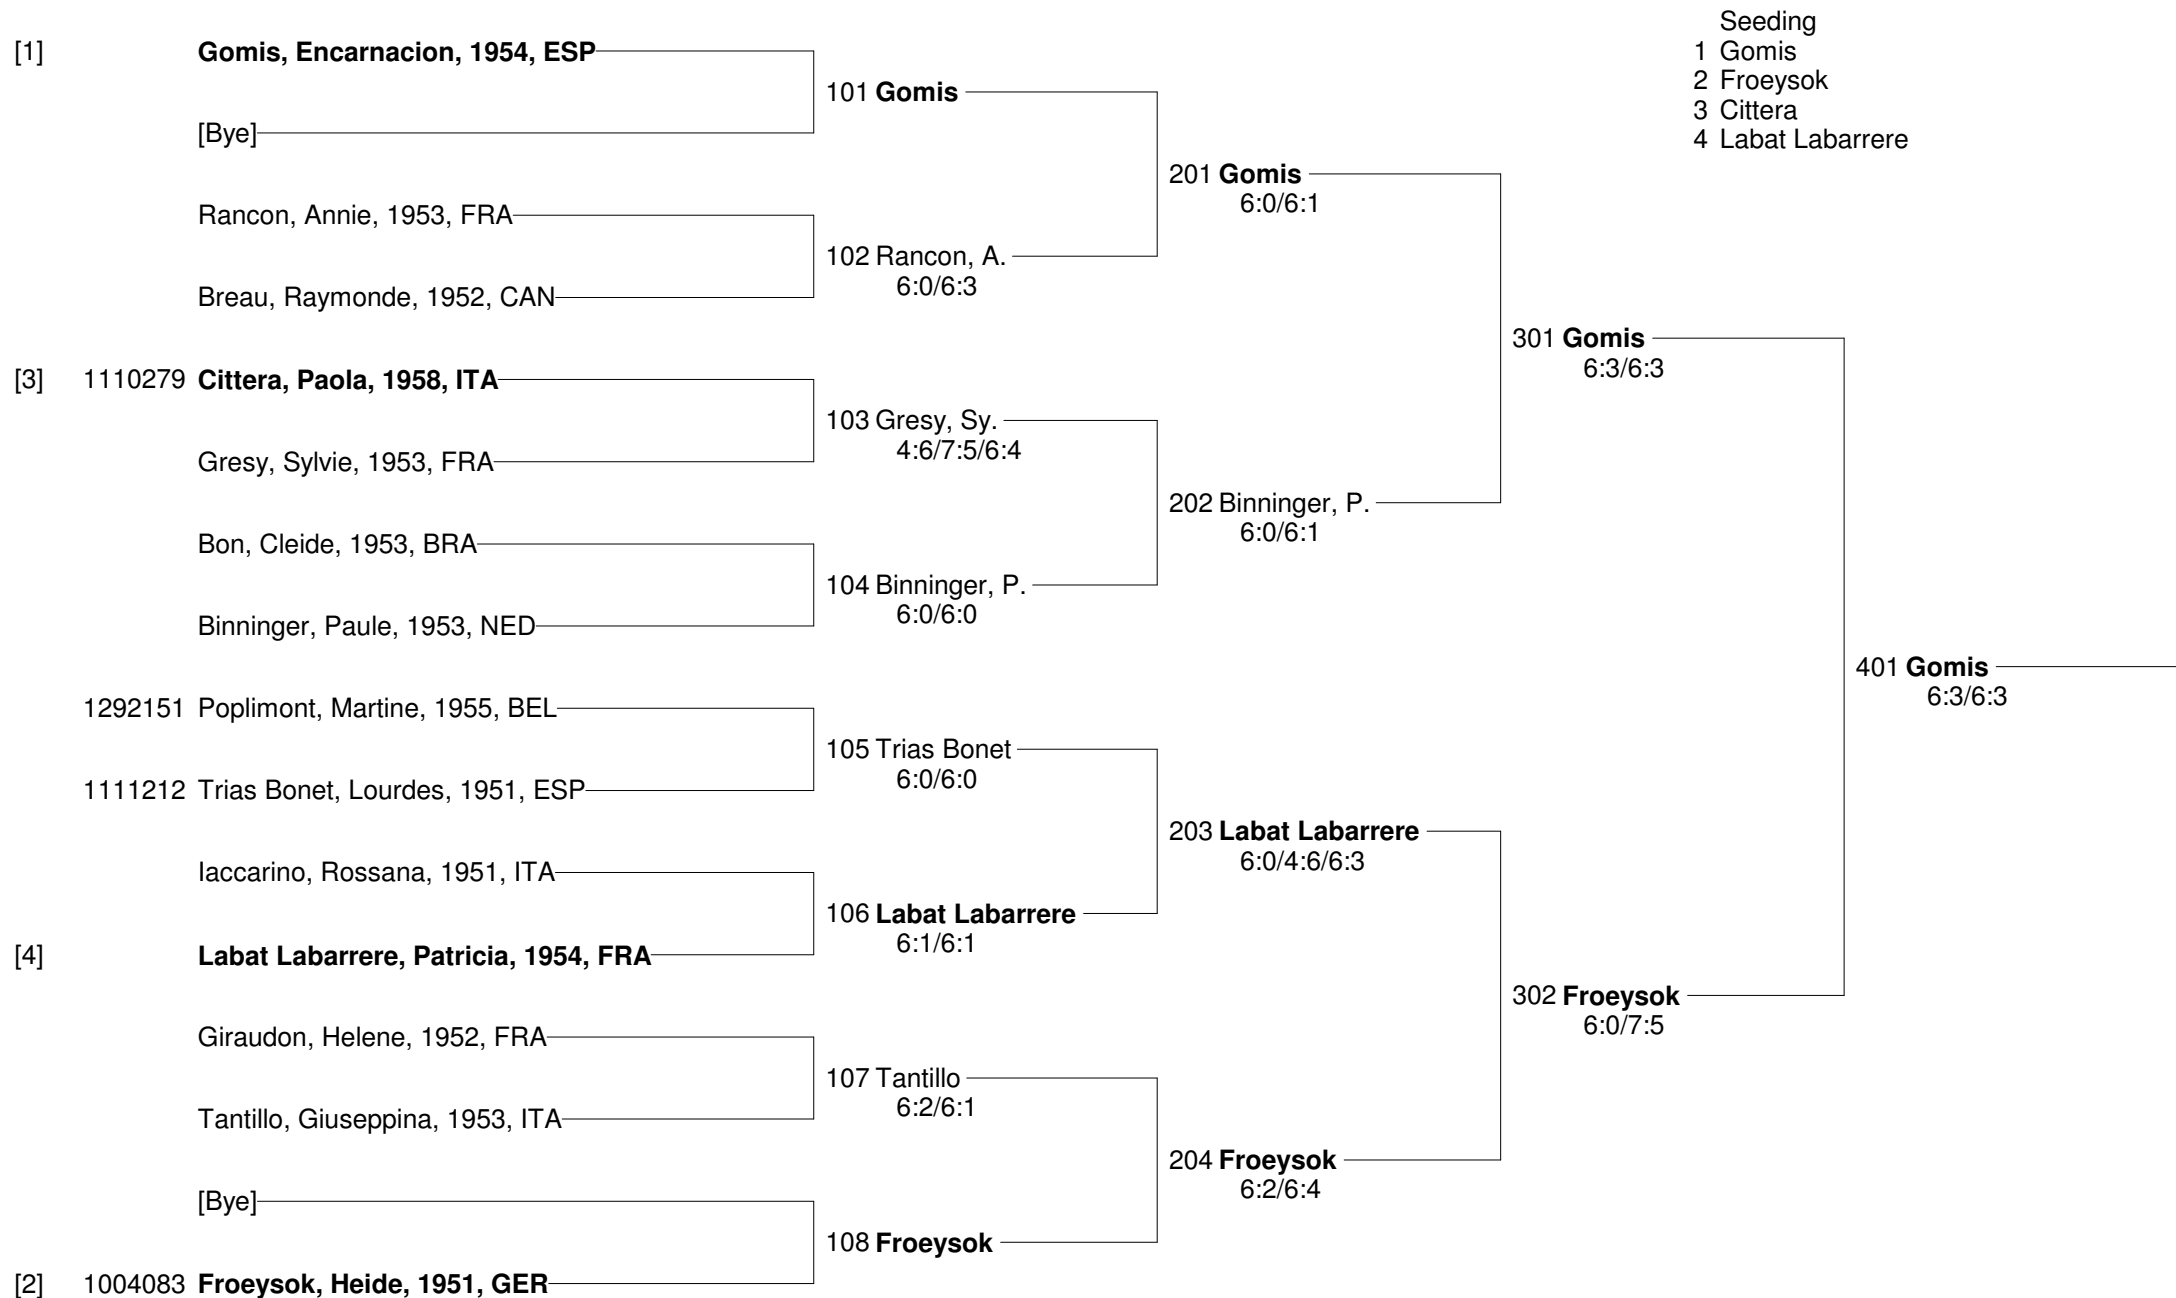 Seeding
1 Gomis
2 Froeysok
3 Cittera
4 Labat Labarrere
[1] Gomis, Encarnacion, 1954, ESP
101 Gomis
[Bye]
201 Gomis
6:0/6:1
Rancon, Annie, 1953, FRA
102 Rancon, A.
6:0/6:3
Breau, Raymonde, 1952, CAN
301 Gomis
6:3/6:3
[3] 1110279 Cittera, Paola, 1958, ITA
103 Gresy, Sy.
4:6/7:5/6:4
Gresy, Sylvie, 1953, FRA
202 Binninger, P.
6:0/6:1
Bon, Cleide, 1953, BRA
104 Binninger, P.
6:0/6:0
Binninger, Paule, 1953, NED
401 Gomis
6:3/6:3
1292151 Poplimont, Martine, 1955, BEL
105 Trias Bonet
6:0/6:0
1111212 Trias Bonet, Lourdes, 1951, ESP
203 Labat Labarrere
6:0/4:6/6:3
Iaccarino, Rossana, 1951, ITA
106 Labat Labarrere
6:1/6:1
[4] Labat Labarrere, Patricia, 1954, FRA
302 Froeysok
6:0/7:5
Giraudon, Helene, 1952, FRA
107 Tantillo
6:2/6:1
Tantillo, Giuseppina, 1953, ITA
204 Froeysok
6:2/6:4
[Bye]
108 Froeysok
[2] 1004083 Froeysok, Heide, 1951, GER